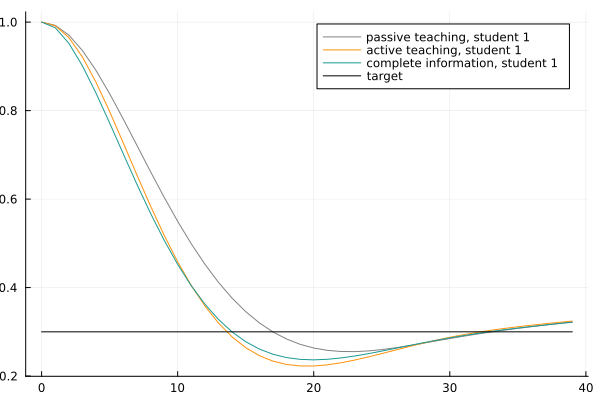 1.0
0.8
0.6
0.4
0.2
0
10
20
30
40
passive teaching, student 1
active teaching, student 1
complete information, student 1
target